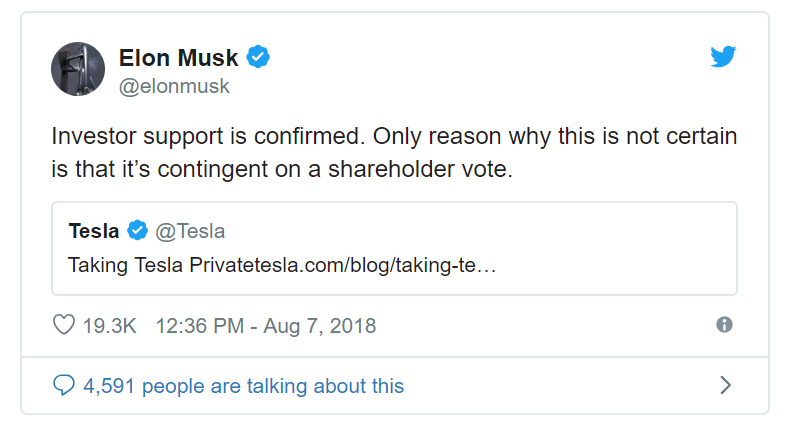 Elon Musk
@elonmusk
Investor support is confirmed. Only reason why this is not certain
is that it’s contingent on a shareholder vote.
Tesla @Tesla
Taking Tesla Privatetesla.com/blog/taking-te…
19.3K 12:36 PM - Aug 7, 2018
4,591 people are talking about this